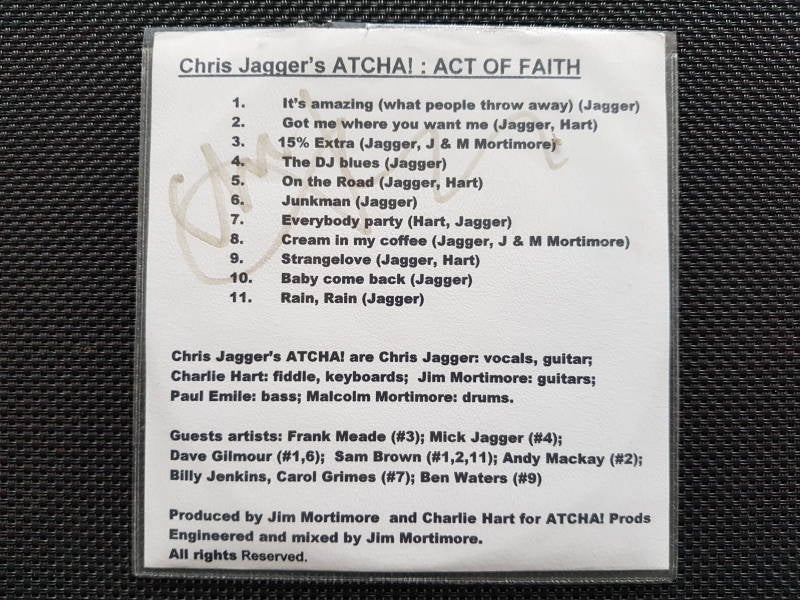 Chris Jagger's ATCHA! : ACT OF FAITH
1. It's amazing (what people throw away) (Jagger)
2. Got me where you want me (Jagger, Hart)
3. 15% Extra (Jagger, J & M Mortimore)
4. The DJ blues (Jagger)
5. On the Road (Jagger, Hart)
6. Junkman (Jagger)
7. Everybody party (Hart, Jagger)
8. Cream in my coffee (Jagger, J & M Mortimore)
9. Strangelove (Jagger, Hart)
10. Baby come back (Jagger)
11. Rain, Rain (Jagger)
Chris Jagger's ATCHA! are Chris Jagger: vocals, guitar;
Charlie Hart: fiddle, keyboards; Jim Mortimore: guitars;
Paul Emile: bass; Malcolm Mortimore: drums.
Guests artists: Frank Meade (#3); Mick Jagger (#4);
Dave Gilmour (#1,6); Sam Brown (#1,2,11); Andy Mackay (#2);
Billy Jenkins, Carol Grimes (#7); Ben Waters (#9)
Produced by Jim Mortimore and Charlie Hart for ATCHA! Prods
Engineered and mixed by Jim Mortimore.
All rights Reserved.